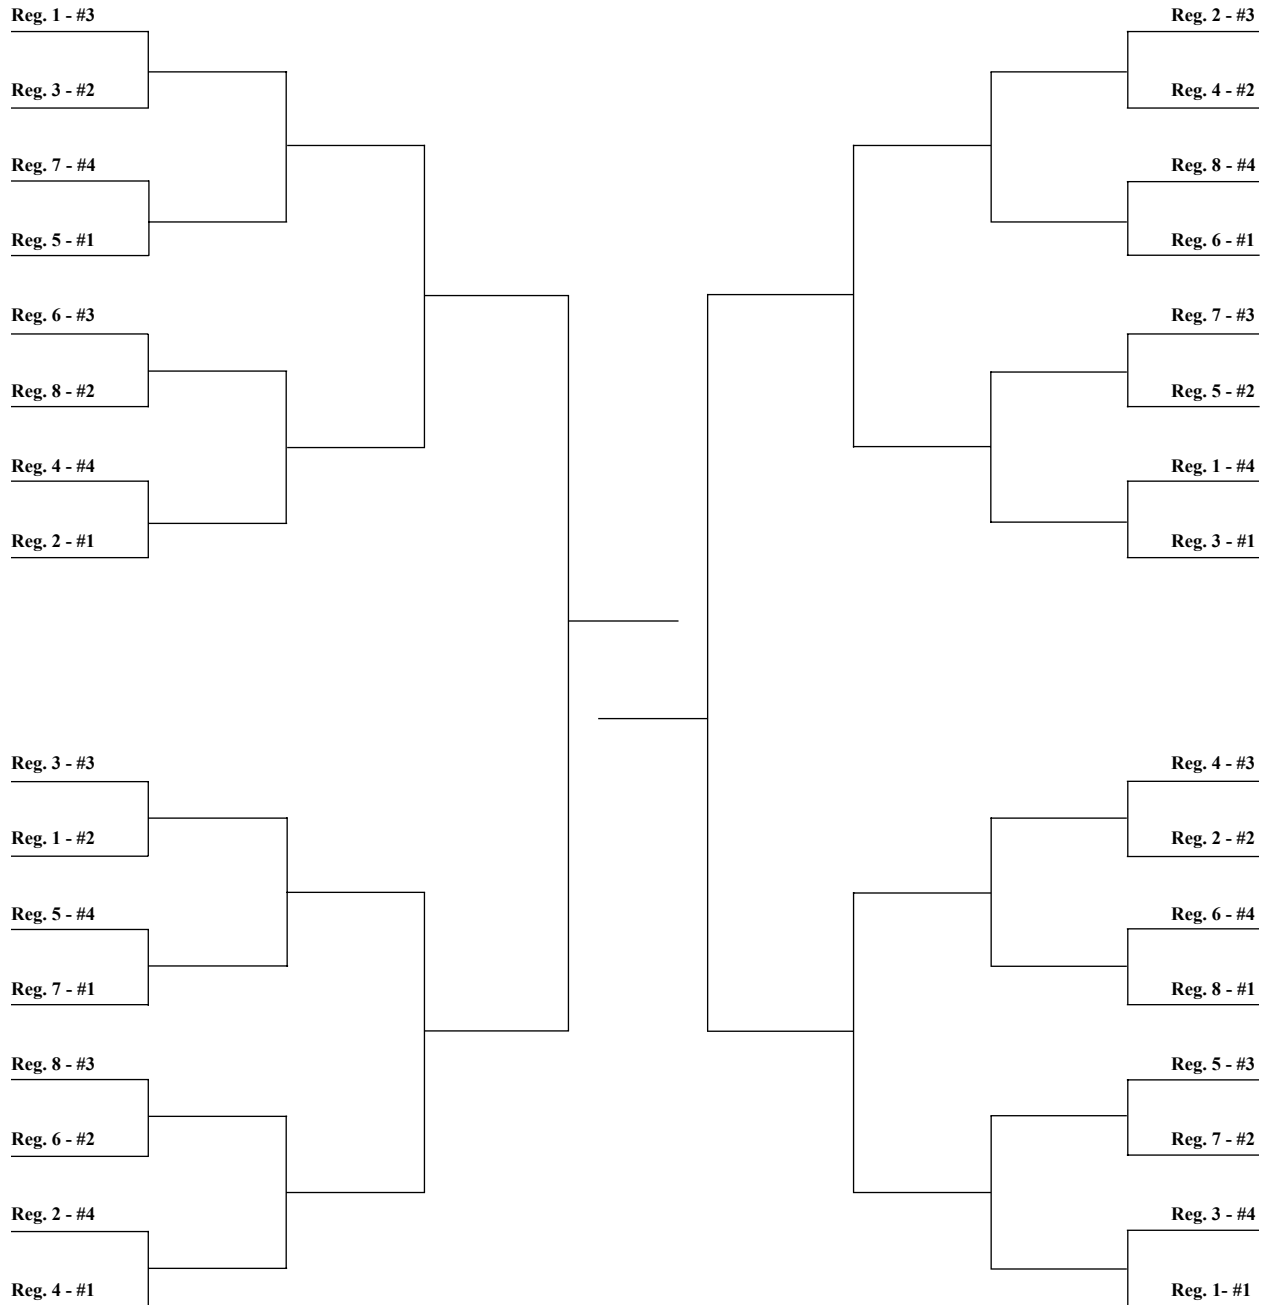 Reg. 1 - #3
Reg. 3 - #2
Reg. 7 - #4
Reg. 5 - #1
Reg. 6 - #3
Reg. 8 - #2
Reg. 4 - #4
Reg. 2 - #1
Reg. 3 - #3
Reg. 1 - #2
Reg. 5 - #4
Reg. 7 - #1
Reg. 8 - #3
Reg. 6 - #2
Reg. 2 - #4
Reg. 4 - #1
Reg. 2 - #3
Reg. 4 - #2
Reg. 8 - #4
Reg. 6 - #1
Reg. 7 - #3
Reg. 5 - #2
Reg. 1 - #4
Reg. 3 - #1
Reg. 4 - #3
Reg. 2 - #2
Reg. 6 - #4
Reg. 8 - #1
Reg. 5 - #3
Reg. 7 - #2
Reg. 3 - #4
Reg. 1- #1